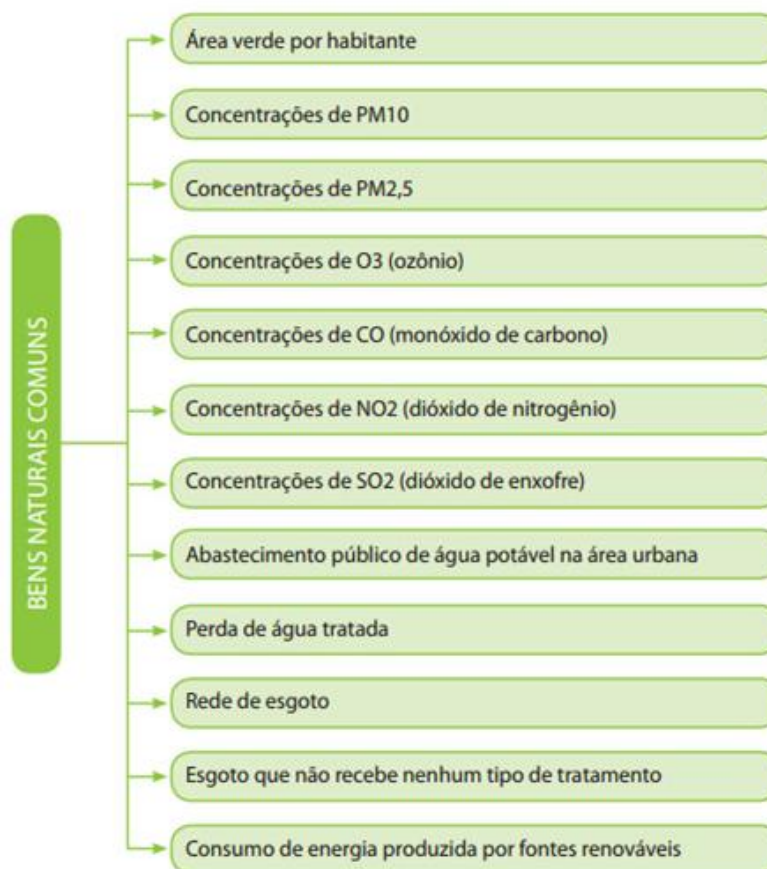 BENS NATURAIS COMUNS
Área verde por habitante
Concentrações de PM10
Concentrações de PM2,5
Concentrações de O3 (ozônio)
Concentrações de CO (monóxido de carbono)
Concentrações de NO2 (dióxido de nitrogênio)
Concentrações de SO2 (dióxido de enxofre)
Abastecimento público de água potável na área urbana
Perda de água tratada
Rede de esgoto
Esgoto que não recebe nenhum tipo de tratamento
Consumo de energia produzida por fontes renováveis